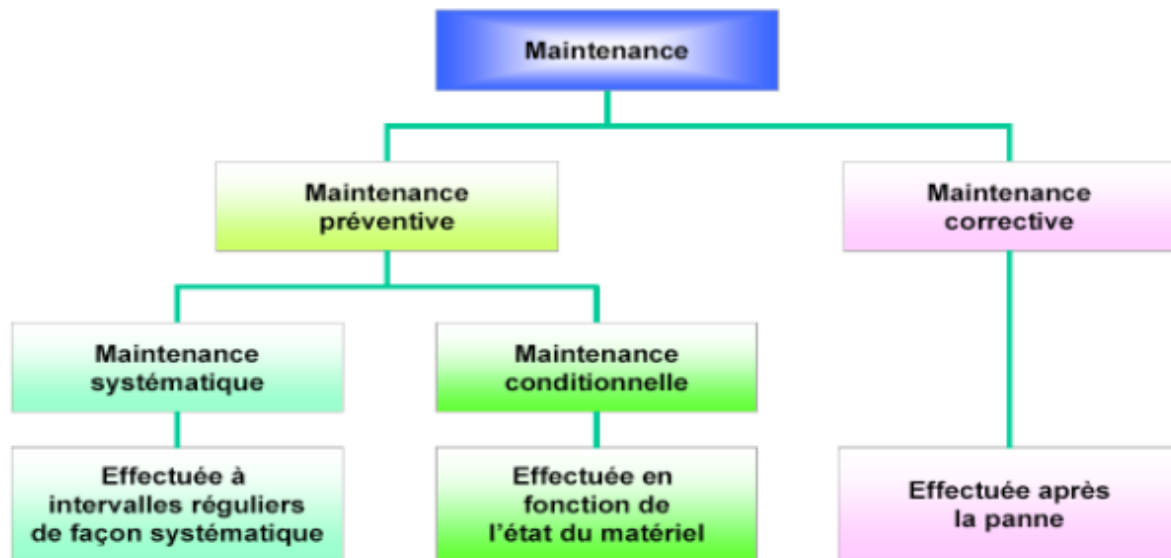 Maintenance
Maintenance
préventive
Maintenance
corrective
Maintenance
systématique
Maintenance
conditionnelle
Effectuée à
intervalles réguliers
de façon systématique
Effectuée en
fonction de
l'état du matériel
Effectuée après
la panne